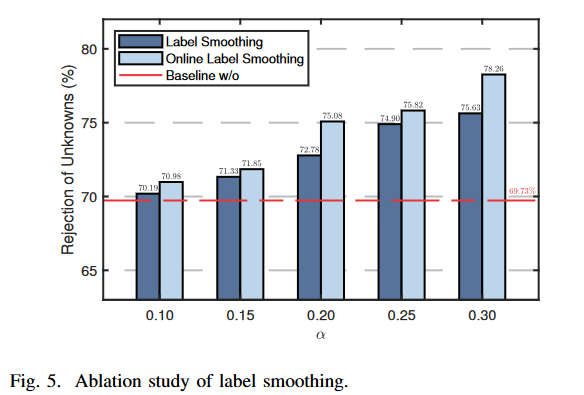 Label Smoothing
Online Label Smoothing
Baseline w/o
Rejection of Unknowns (%)
80
75
70
65
70.19
70.98
71.33
71.85
72.78
75.08
74.90
75.82
75.63
78.26
69.73%
0.10 0.15 0.20 0.25 0.30
α
Fig. 5. Ablation study of label smoothing.